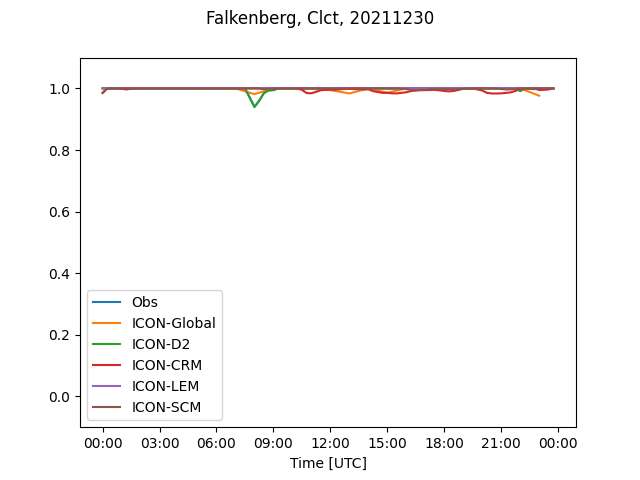 Falkenberg, Clct, 20211230
1.0
0.8
0.6
0.4
0.2
0.0
Obs
ICON-Global
ICON-D2
ICON-CRM
ICON-LEM
ICON-SCM
00:00 03:00 06:00 09:00 12:00 15:00 18:00 21:00 00:00
Time [UTC]